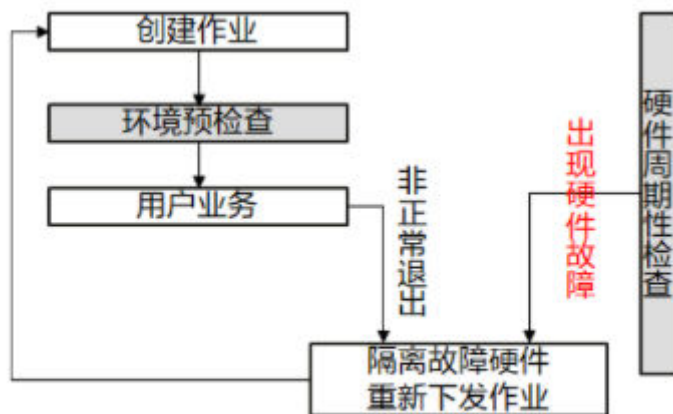 创建作业
环境预检查
用户业务
非正常退出
出现硬件故障
硬件周期性检查
隔离故障硬件
重新下发作业